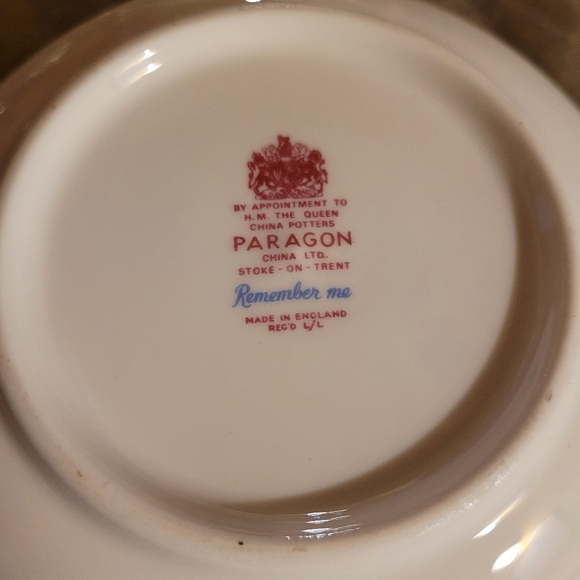 BY APPOINTMENT TO
H.M. THE QUEEN
CHINA POTTERS
PARAGON
CHINA LTD.
STOKE-ON-TRENT
Remember me
MADE IN ENGLAND
REG'D L/L